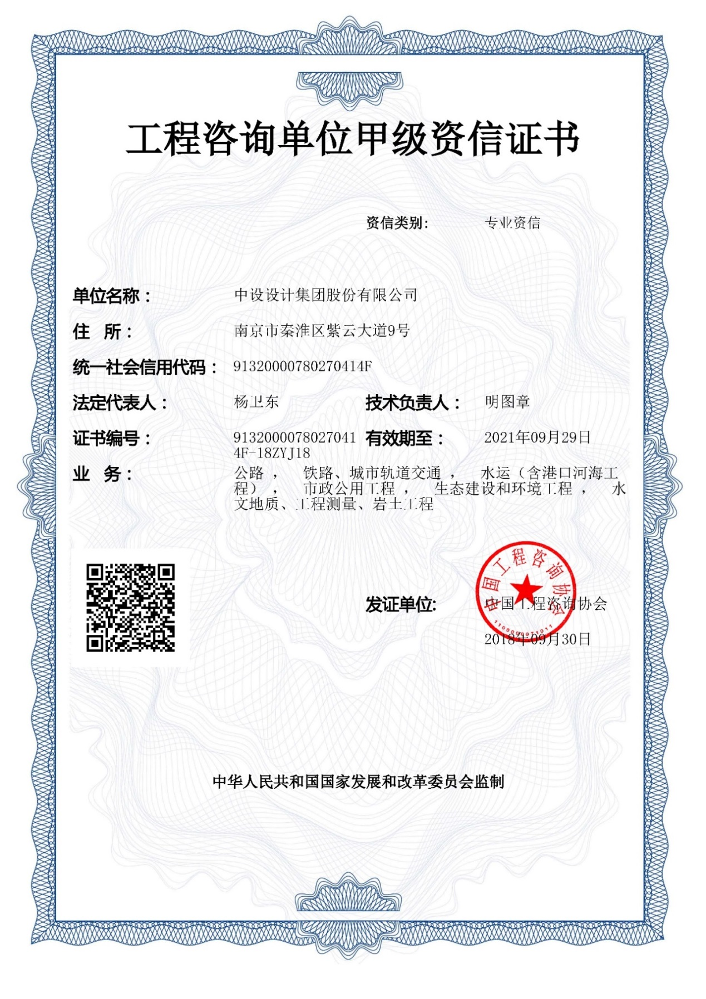 工程咨询单位甲级资信证书
资信类别: 专业资信
单位名称： 中设设计集团股份有限公司
住 所： 南京市秦淮区紫云大道9号
统一社会信用代码： 91320000780270414F
法定代表人： 杨卫东 技术负责人： 明图章
证书编号： 9132000078027041 有效期至： 2021年09月29日
4F-18ZYJ18
业 务： 公路 ， 铁路、城市轨道交通 ， 水运（含港口河海工
程） ， 市政公用工程 ， 生态建设和环境工程 ， 水
文地质、工程测量、岩土工程
中国工程咨询协会
发证单位: 中国工程咨询协会
2018年09月30日
中华人民共和国国家发展和改革委员会监制